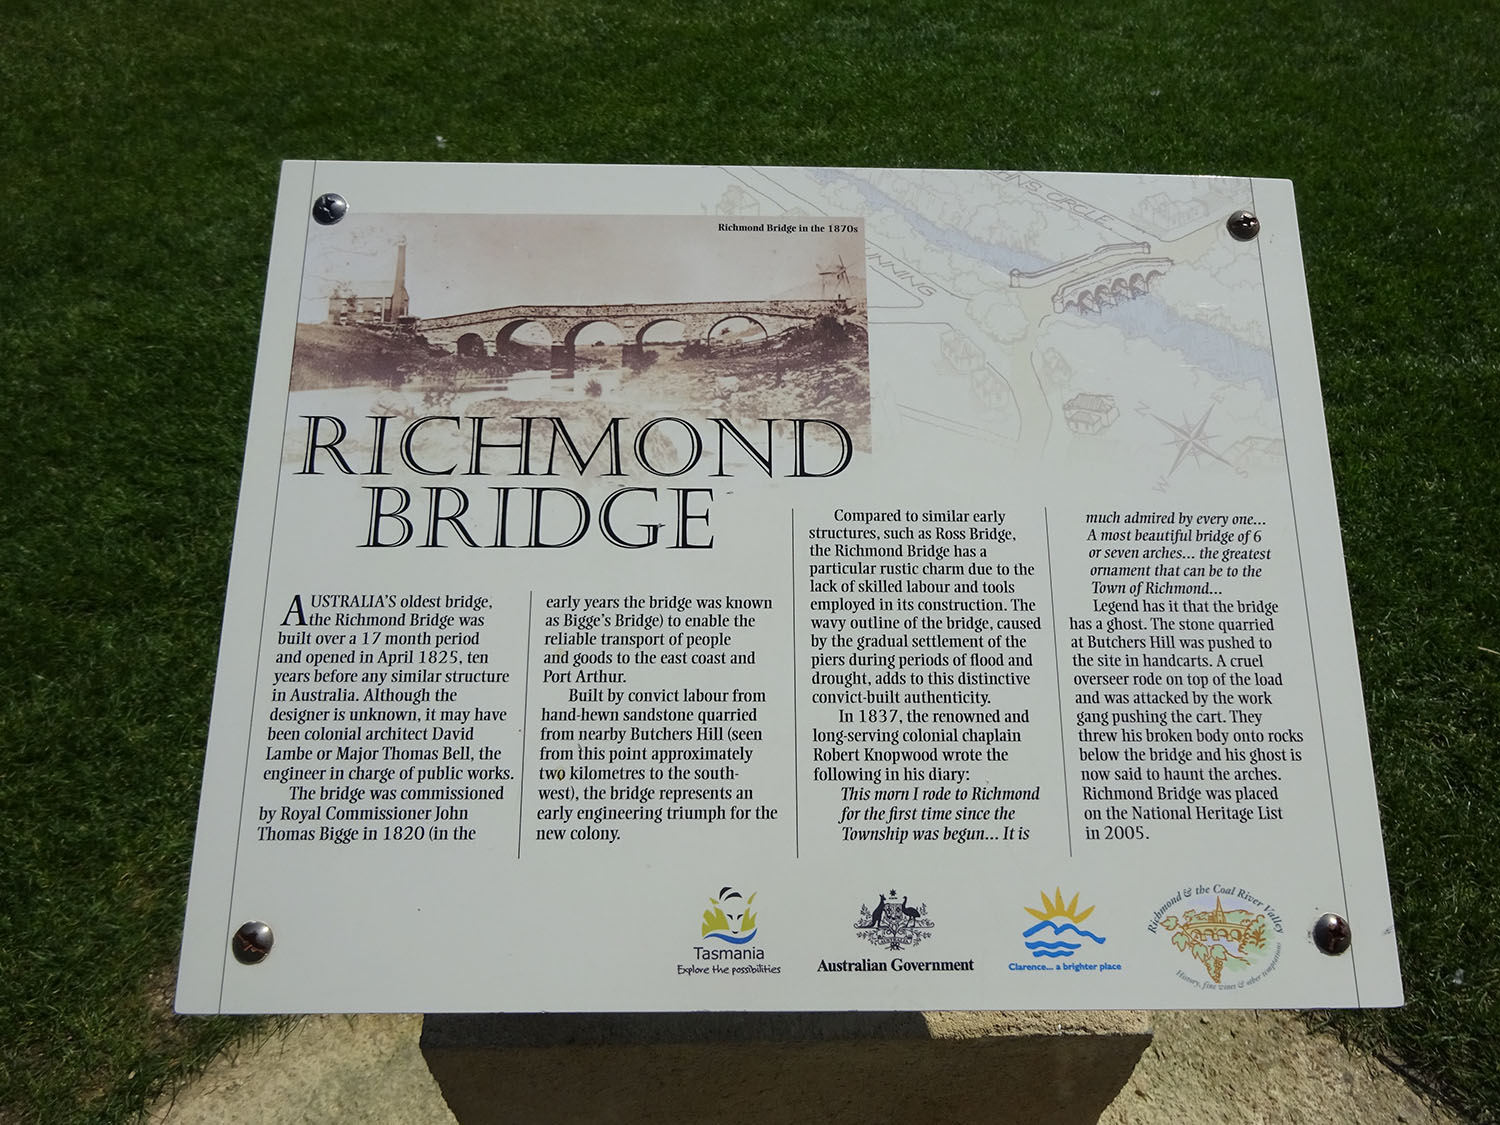 Richmond Bridge in the 1870s
RICHMOND
BRIDGE
AUSTRALIA'S oldest bridge,
the Richmond Bridge was
built over a 17 month period
and opened in April 1825, ten
years before any similar structure
in Australia. Although the
designer is unknown, it may have
been colonial architect David
Lambe or Major Thomas Bell, the
engineer in charge of public works.
The bridge was commissioned
by Royal Commissioner John
Thomas Bigge in 1820 (in the
early years the bridge was known
as Bigge's Bridge) to enable the
reliable transport of people
and goods to the east coast and
Port Arthur.
Built by convict labour from
hand-hewn sandstone quarried
from nearby Butchers Hill (seen
from this point approximately
two kilometres to the south-
west), the bridge represents an
early engineering triumph for the
new colony.
Compared to similar early
structures, such as Ross Bridge,
the Richmond Bridge has a
particular rustic charm due to the
lack of skilled labour and tools
employed in its construction. The
wavy outline of the bridge, caused
by the gradual settlement of the
piers during periods of flood and
drought, adds to this distinctive
convict-built authenticity.
In 1837, the renowned and
long-serving colonial chaplain
Robert Knopwood wrote the
following in his diary:
This morn I rode to Richmond
for the first time since the
Township was begun... It is
much admired by every one...
A most beautiful bridge of 6
or seven arches... the greatest
ornament that can be to the
Town of Richmond...
Legend has it that the bridge
has a ghost. The stone quarried
at Butchers Hill was pushed to
the site in handcarts. A cruel
overseer rode on top of the load
and was attacked by the work
gang pushing the cart. They
threw his broken body onto rocks
below the bridge and his ghost is
now said to haunt the arches.
Richmond Bridge was placed
on the National Heritage List
in 2005.
CIRCLE
N
E
W
S
Tasmania
Explore the possibilities
Australian Government
Clarence... a brighter place
Richmond & the Coal River Valley
History, fine wines & other temptations